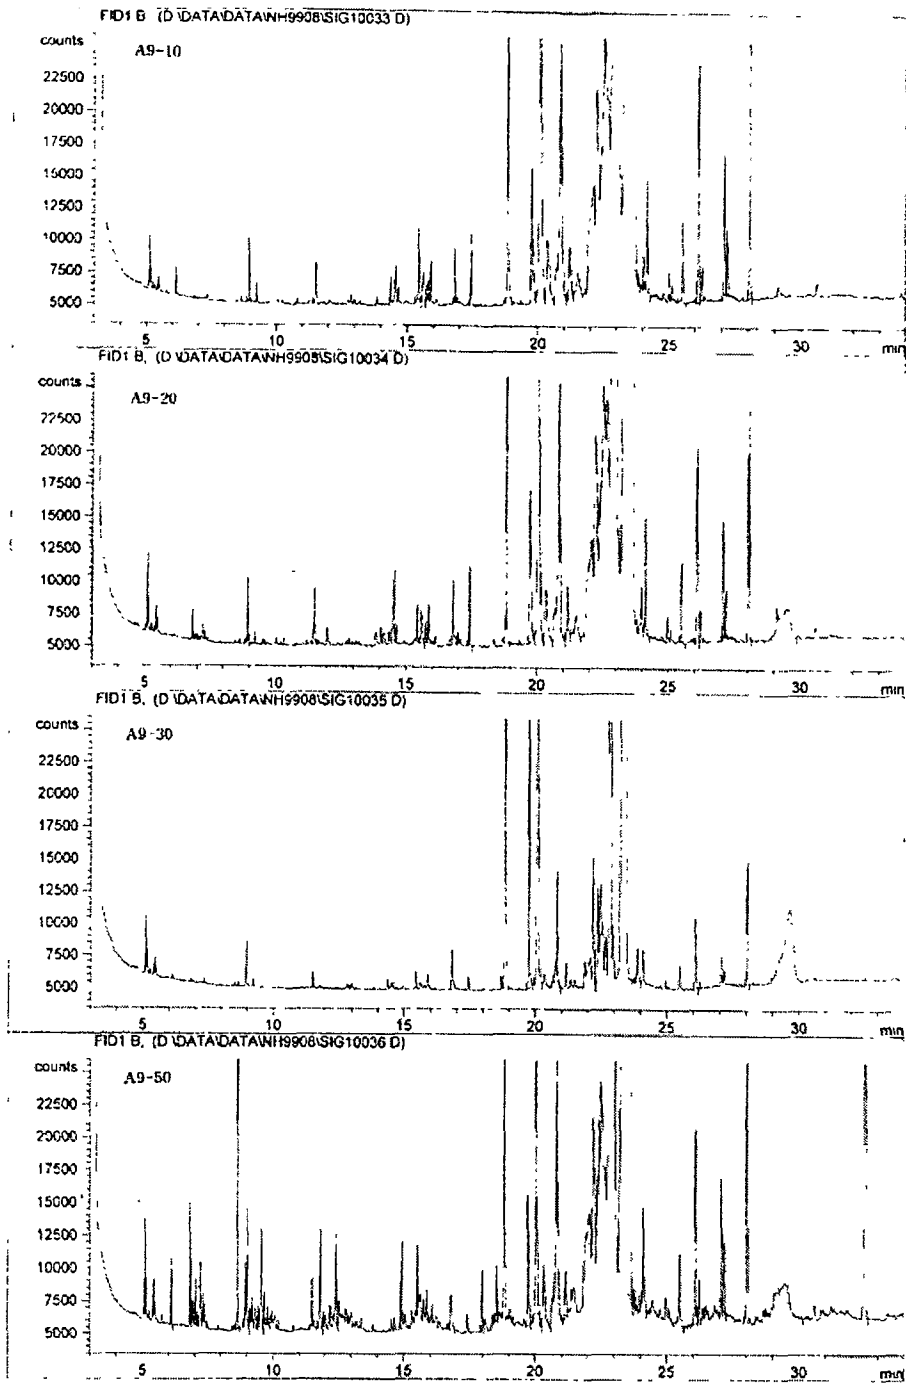 FID1 B (D:\DATA\DATA\NH9908\SIG10033 D)
counts
A9-10
22500
20000
17500
15000
12500
10000
7500
5000
5 10 15 20 25 30 min
FID1 B, (D:\DATA\DATA\NH9908\SIG10034 D)
counts
A9-20
22500
20000
17500
15000
12500
10000
7500
5000
5 10 15 20 25 30 min
FID1 B, (D:\DATA\DATA\NH9908\SIG10035 D)
counts
A9-30
22500
20000
17500
15000
12500
10000
7500
5000
5 10 15 20 25 30 min
FID1 B, (D:\DATA\DATA\NH9908\SIG10036 D)
counts
A9-50
22500
20000
17500
15000
12500
10000
7500
5000
5 10 15 20 25 30 min